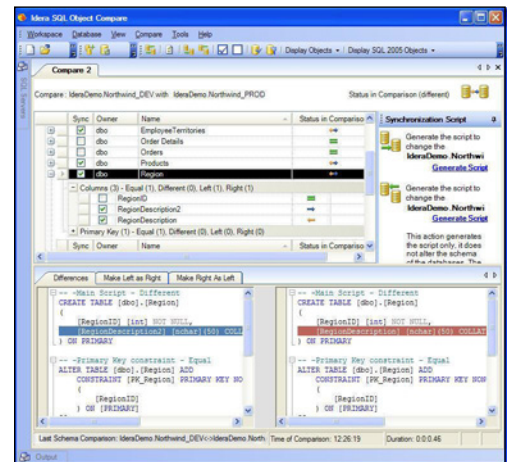 Idera SQL Object Compare
Workspace Database View Compare Tools Help
Display Objects Display SQL 2005 Objects
SQL Servers
Compare 2
Compare : IderaDemo.Northwind_DEV with IderaDemo.Northwind_PROD Status in Comparison (different)
Sync Owner Name Status in Compariso
dbo EmployeeTerritories
dbo Order Details
dbo Orders
dbo Products
dbo Region
Columns (3) - Equal (1), Different (0), Left (1), Right (1)
RegionID
RegionDescription2
RegionDescription
Primary Key (1) - Equal (1), Different (0), Left (0), Right (0)
Sync Owner Name Status in Compariso
Synchronization Script
Generate the script to
change the
IderaDemo.Northwi
Generate Script
Generate the script to
change the
IderaDemo.Northwi
Generate Script
This action generates
the script only, it does
not alter the schema
of the databases. The
Differences Make Left as Right Make Right As Left
-- -Main Script - Different
CREATE TABLE [dbo].[Region]
(
[RegionID] [int] NOT NULL,
[RegionDescription2] [nchar](50) COLL
) ON PRIMARY
-- -Primary Key constraint - Equal
ALTER TABLE [dbo].[Region] ADD
CONSTRAINT [PK_Region] PRIMARY KEY NO
(
[RegionID]
) ON [PRIMARY]
-- -Main Script - Different
CREATE TABLE [dbo].[Region]
(
[RegionID] [int] NOT NULL,
[RegionDescription] [nchar](50) COLLAT
) ON PRIMARY
-- -Primary Key constraint - Equal
ALTER TABLE [dbo].[Region] ADD
CONSTRAINT [PK_Region] PRIMARY KEY NON
(
[RegionID]
) ON [PRIMARY]
Last Schema Comparison: IderaDemo.Northwind_DEV<->IderaDemo.North Time of Comparison: 12:26:19 Duration: 0:0:0.46
Output